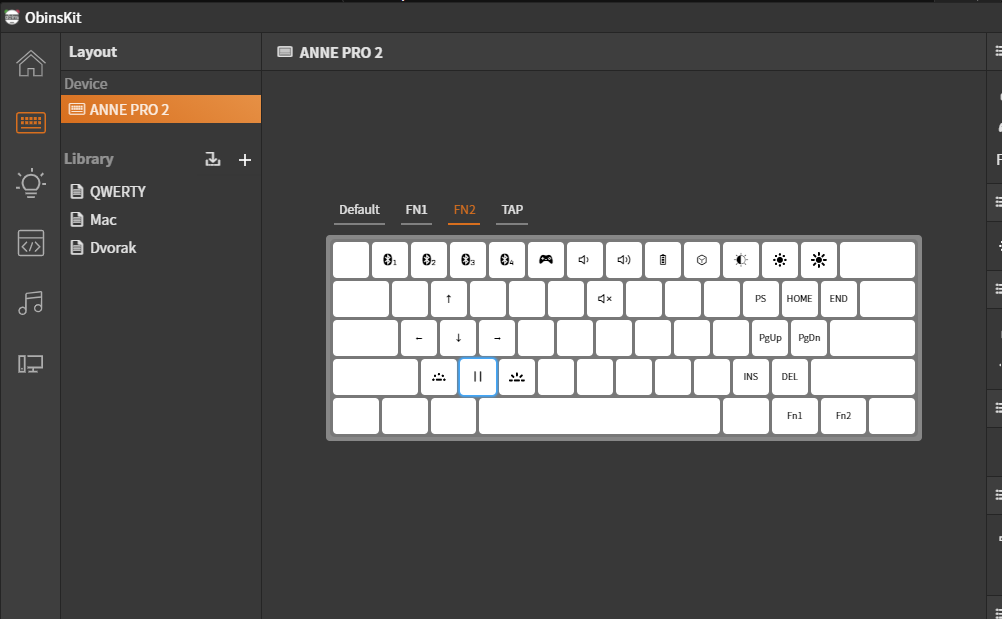 ObinsKit
Layout
ANNE PRO 2
Device
ANNE PRO 2
Library
QWERTY
Mac
Dvorak
Default FN1 FN2 TAP
1 2 3 4
PS HOME END
PgUp PgDn
INS DEL
Fn1 Fn2